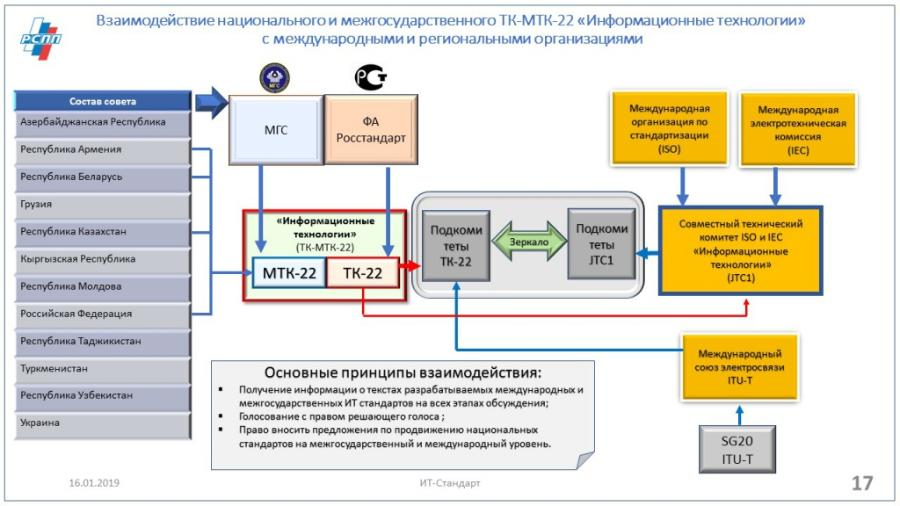 Взаимодействие национального и межгосударственного ТК-МТК-22 «Информационные технологии»
с международными и региональными организациями
РСПП
Состав совета
Азербайджанская Республика
Республика Армения
Республика Беларусь
Грузия
Республика Казахстан
Кыргызская Республика
Республика Молдова
Российская Федерация
Республика Таджикистан
Туркменистан
Республика Узбекистан
Украина
МГС
МГС
ФА
Росстандарт
«Информационные
технологии»
(ТК-МТК-22)
МТК-22
ТК-22
Подкоми
теты
ТК-22
Зеркало
Подкоми
теты
JTC1
Международная
организация по
стандартизации
(ISO)
Международная
электротехническая
комиссия
(IEC)
Совместный технический
комитет ISO и IEC
«Информационные
технологии»
(JTC1)
Международный
союз электросвязи
ITU-T
SG20
ITU-T
Основные принципы взаимодействия:
▪ Получение информации о текстах разрабатываемых международных и
межгосударственных ИТ стандартов на всех этапах обсуждения;
▪ Голосование с правом решающего голоса ;
▪ Право вносить предложения по продвижению национальных
стандартов на межгосударственный и международный уровень.
16.01.2019
ИТ-Стандарт
17